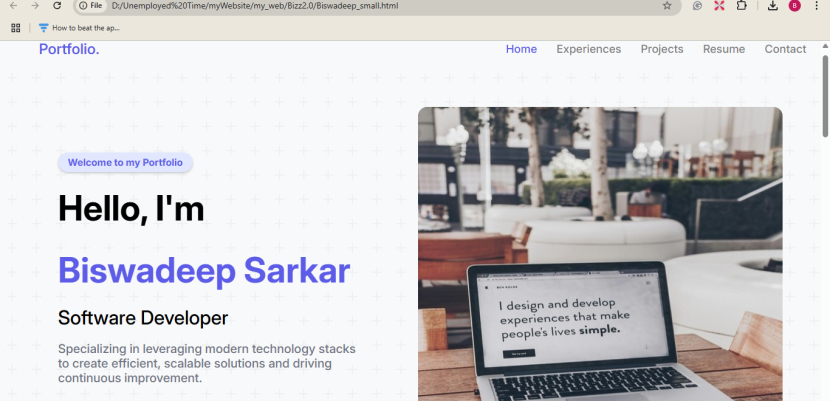 File
D:/Unemployed%20Time/myWebsite/my_web/Bizz2.0/Biswadeep_small.html
B
How to beat the ap...
Portfolio.
Home Experiences Projects Resume Contact
Welcome to my Portfolio
Hello, I'm
Biswadeep Sarkar
Software Developer
Specializing in leveraging modern technology stacks
to create efficient, scalable solutions and driving
continuous improvement.
I design and develop
experiences that make
people's lives simple.